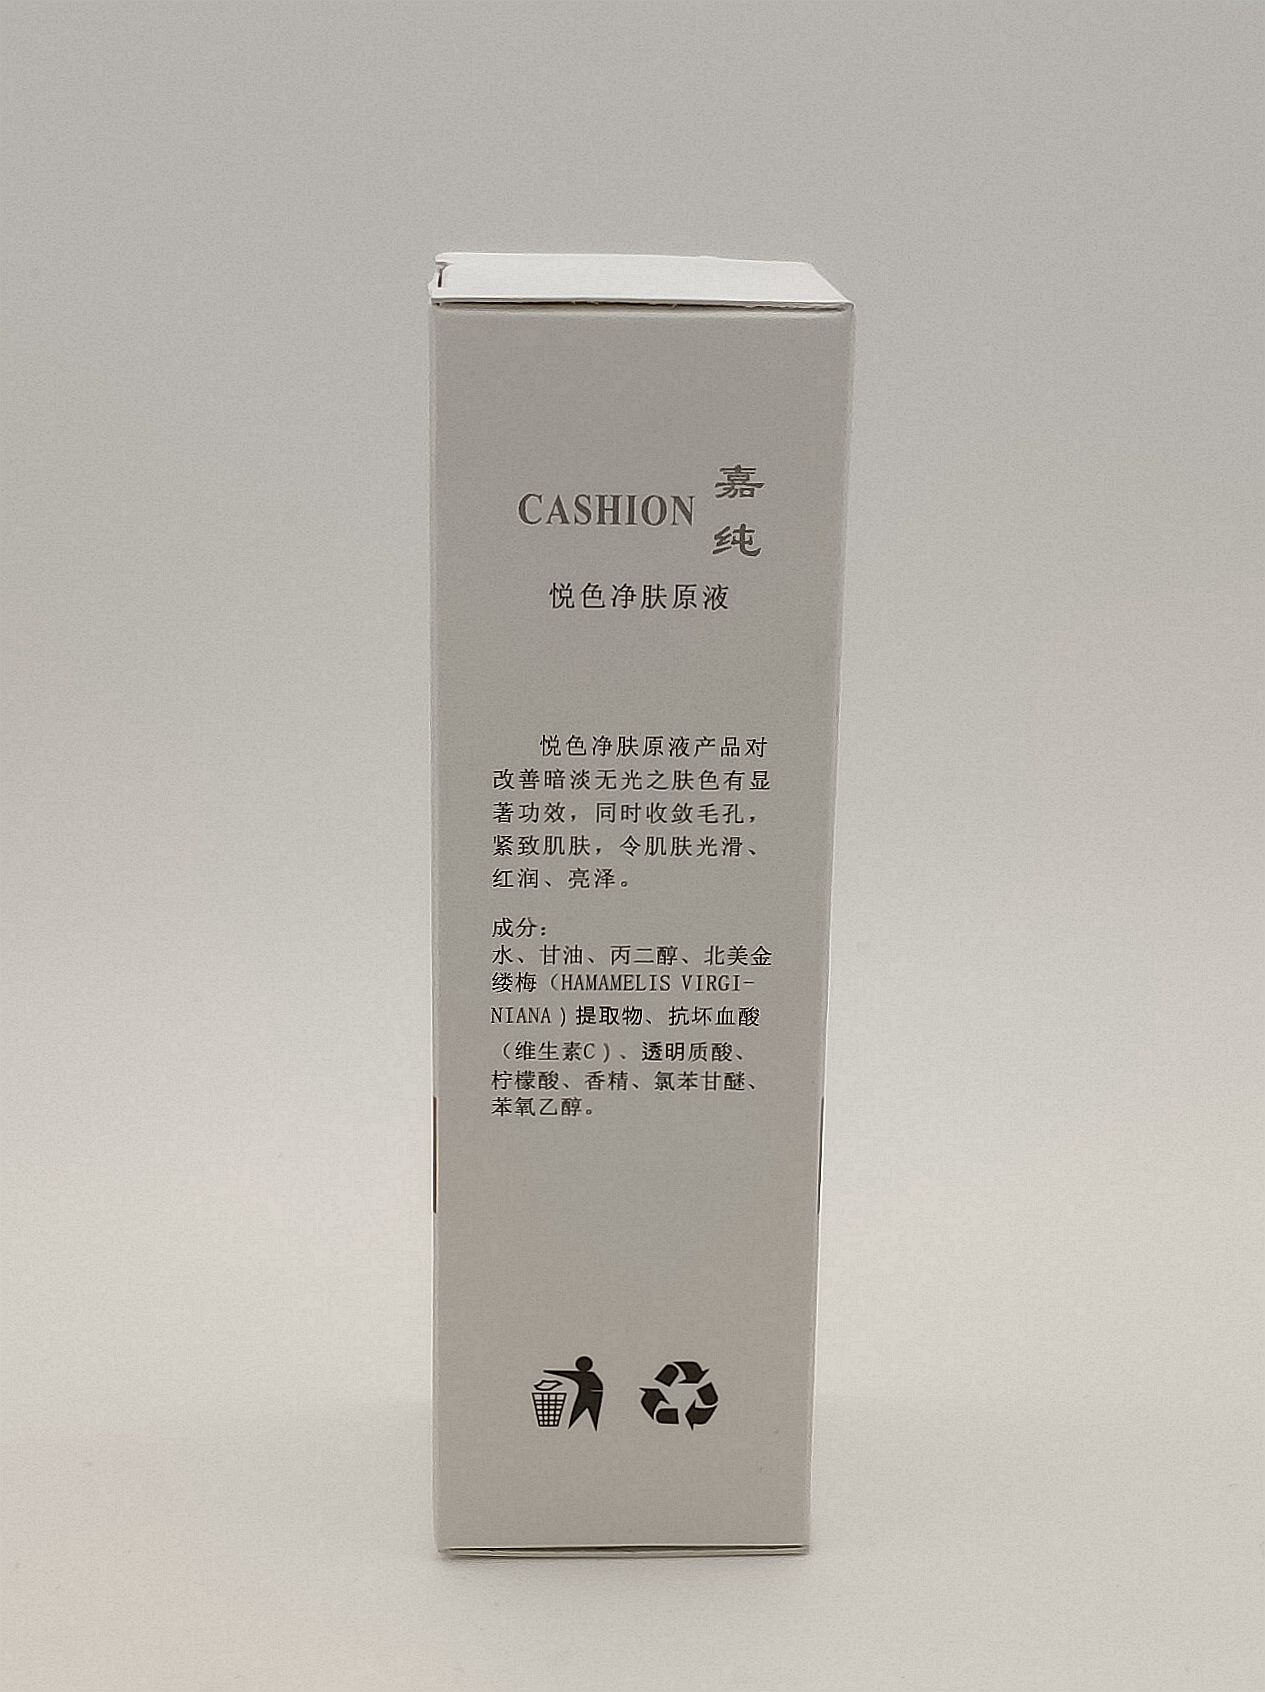 CASHION 嘉纯
悦色净肤原液
悦色净肤原液产品对
改善暗淡无光之肤色有显
著功效，同时收敛毛孔，
紧致肌肤，令肌肤光滑、
红润、亮泽。
成分：
水、甘油、丙二醇、北美金
缕梅（HAMAMELIS VIRGI-
NIANA）提取物、抗坏血酸
（维生素C）、透明质酸、
柠檬酸、香精、氯苯甘醚、
苯氧乙醇。